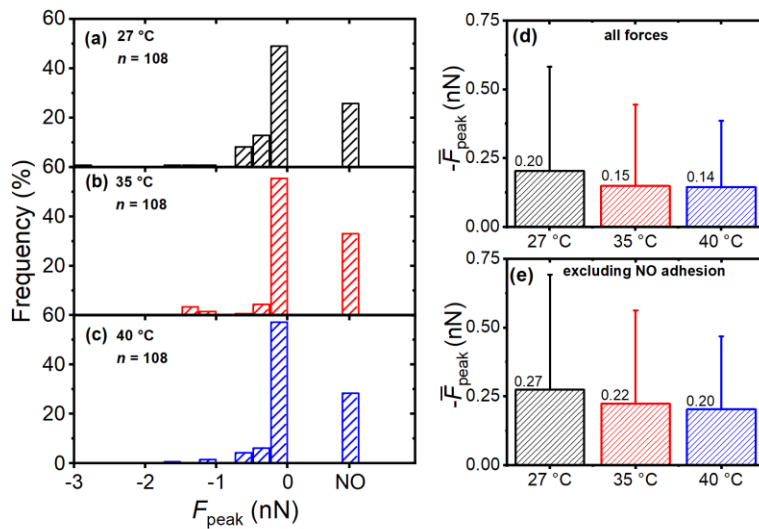 Frequency (%)
60
(a) 27 °C
n = 108
40
20
60
(b) 35 °C
n = 108
40
20
60
(c) 40 °C
n = 108
40
20
0
-3 -2 -1 0 NO
F_peak (nN)
(d) all forces
-F̅_peak (nN)
0.75
0.50
0.25
0.00
0.20 0.15 0.14
27 °C 35 °C 40 °C
(e) excluding NO adhesion
-F̅_peak (nN)
0.75
0.50
0.25
0.00
0.27 0.22 0.20
27 °C 35 °C 40 °C